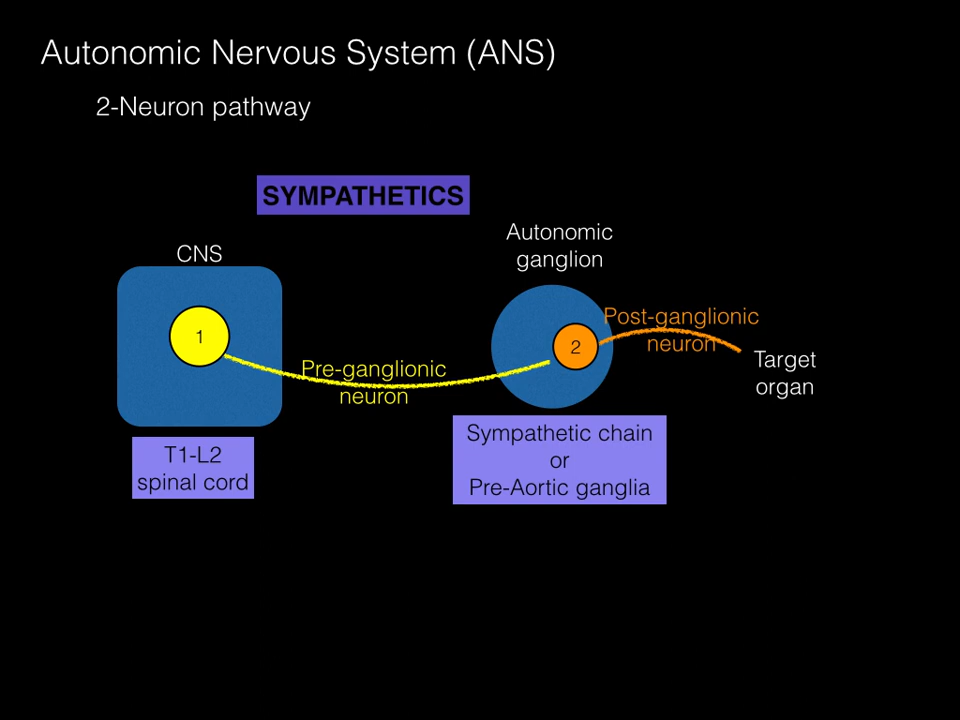 Autonomic Nervous System (ANS)
2-Neuron pathway
SYMPATHETICS
CNS
1
T1-L2
spinal cord
Pre-ganglionic
neuron
Autonomic
ganglion
2
Sympathetic chain
or
Pre-Aortic ganglia
Post-ganglionic
neuron
Target
organ